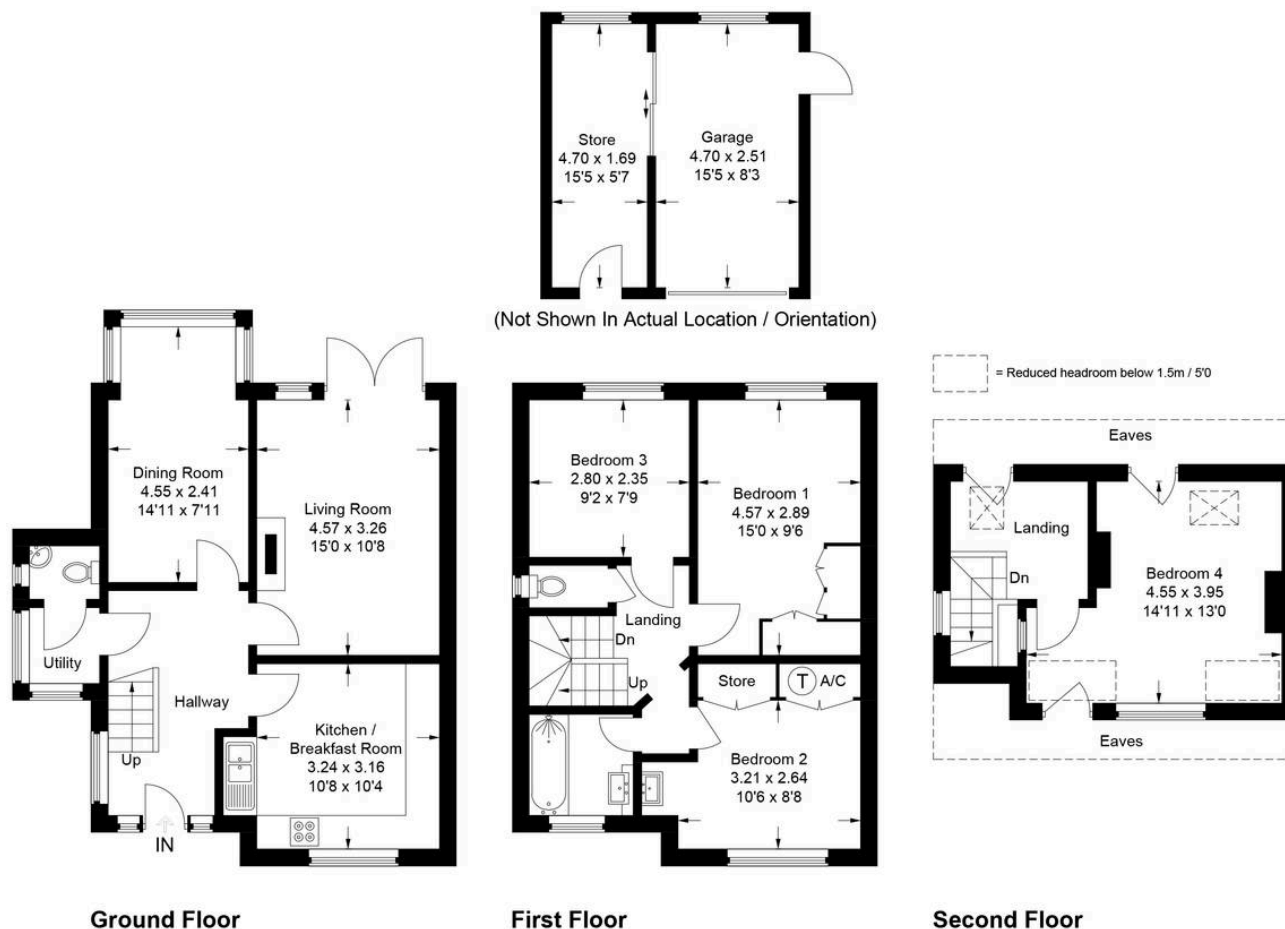 Store
4.70 x 1.69
15'5 x 5'7
Garage
4.70 x 2.51
15'5 x 8'3
(Not Shown In Actual Location / Orientation)
Dining Room
4.55 x 2.41
14'11 x 7'11
Living Room
4.57 x 3.26
15'0 x 10'8
Utility
Hallway
Up
Kitchen /
Breakfast Room
3.24 x 3.16
10'8 x 10'4
IN
Ground Floor
Bedroom 3
2.80 x 2.35
9'2 x 7'9
Bedroom 1
4.57 x 2.89
15'0 x 9'6
Landing
Dn
Up
Store
T A/C
Bedroom 2
3.21 x 2.64
10'6 x 8'8
First Floor
= Reduced headroom below 1.5m / 5'0
Eaves
Landing
Dn
Bedroom 4
4.55 x 3.95
14'11 x 13'0
Eaves
Second Floor